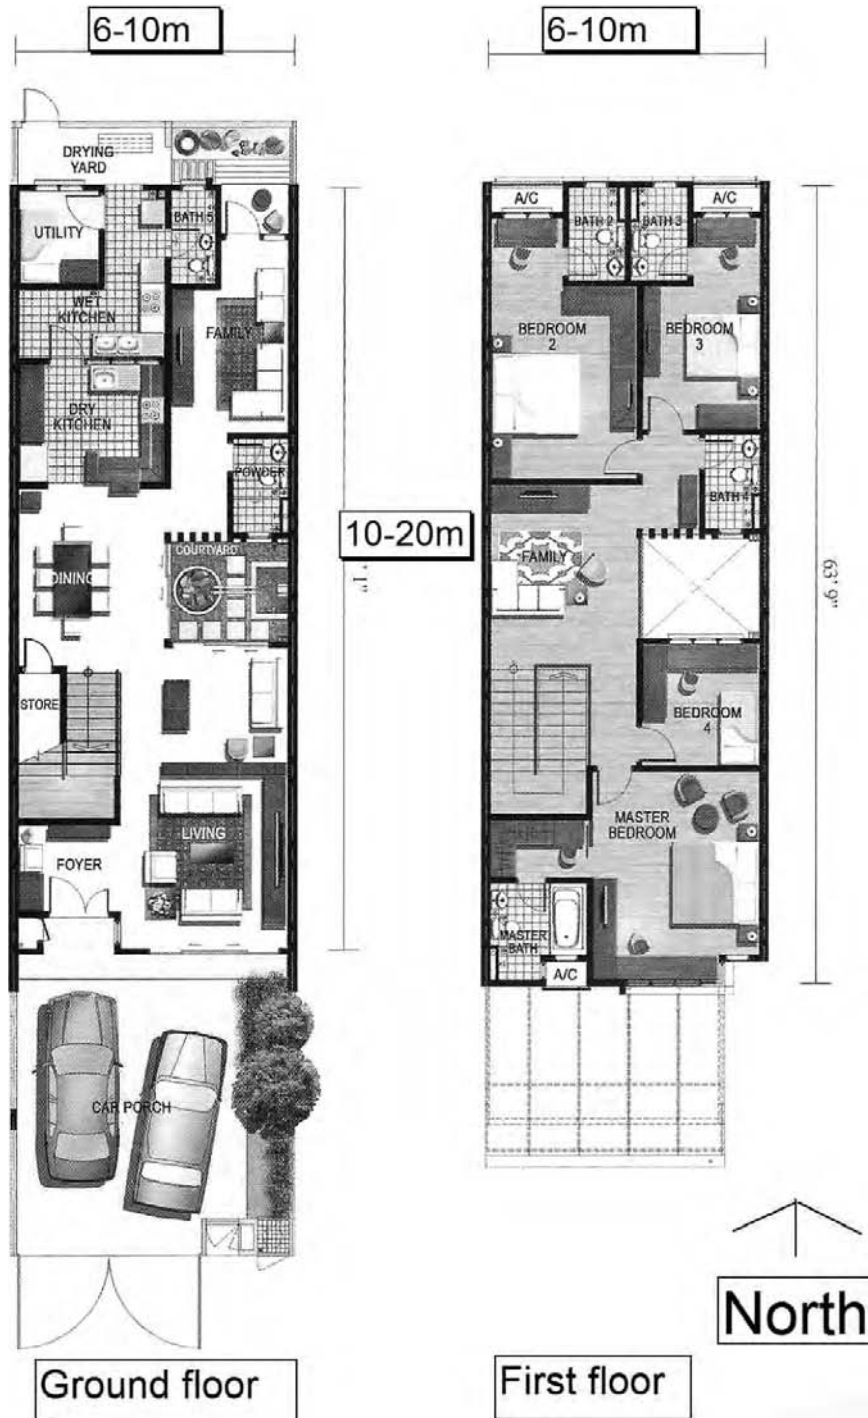 6-10m
6-10m
DRYING
YARD
UTILITY
BATH 5
WET
KITCHEN
FAMILY
DRY
KITCHEN
POWDER
COURTYARD
DINING
STORE
LIVING
FOYER
CAR PORCH
10-20m
A/C
BATH 2
BATH 3
A/C
BEDROOM
2
BEDROOM
3
BATH 4
FAMILY
BEDROOM
4
MASTER
BEDROOM
MASTER
BATH
A/C
63' 9"
North
Ground floor
First floor